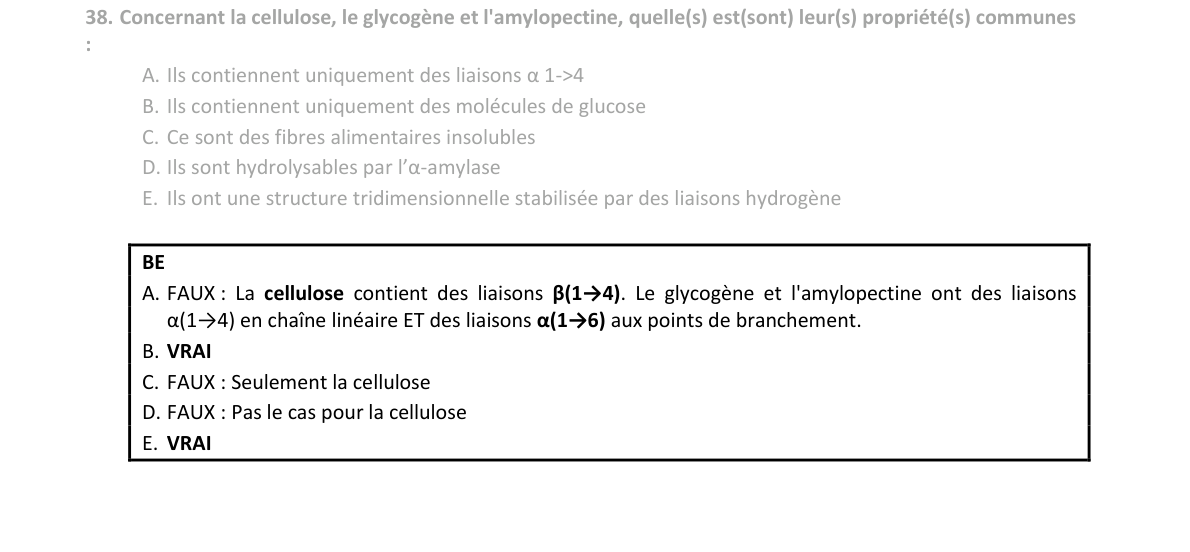 38. Concernant la cellulose, le glycogène et l'amylopectine, quelle(s) est(sont) leur(s) propriété(s) communes
:
A. Ils contiennent uniquement des liaisons α 1->4
B. Ils contiennent uniquement des molécules de glucose
C. Ce sont des fibres alimentaires insolubles
D. Ils sont hydrolysables par l’α-amylase
E. Ils ont une structure tridimensionnelle stabilisée par des liaisons hydrogène
BE
A. FAUX : La cellulose contient des liaisons β(1→4). Le glycogène et l'amylopectine ont des liaisons
α(1→4) en chaîne linéaire ET des liaisons α(1→6) aux points de branchement.
B. VRAI
C. FAUX : Seulement la cellulose
D. FAUX : Pas le cas pour la cellulose
E. VRAI